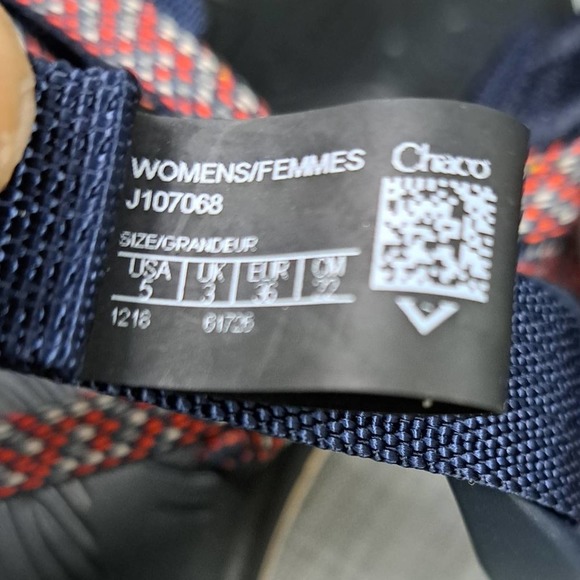 WOMENS/FEMMES
Chaco
J107068
SIZE/GRANDEUR
USA UK EUR CM
5 3 36 22
1218 61726